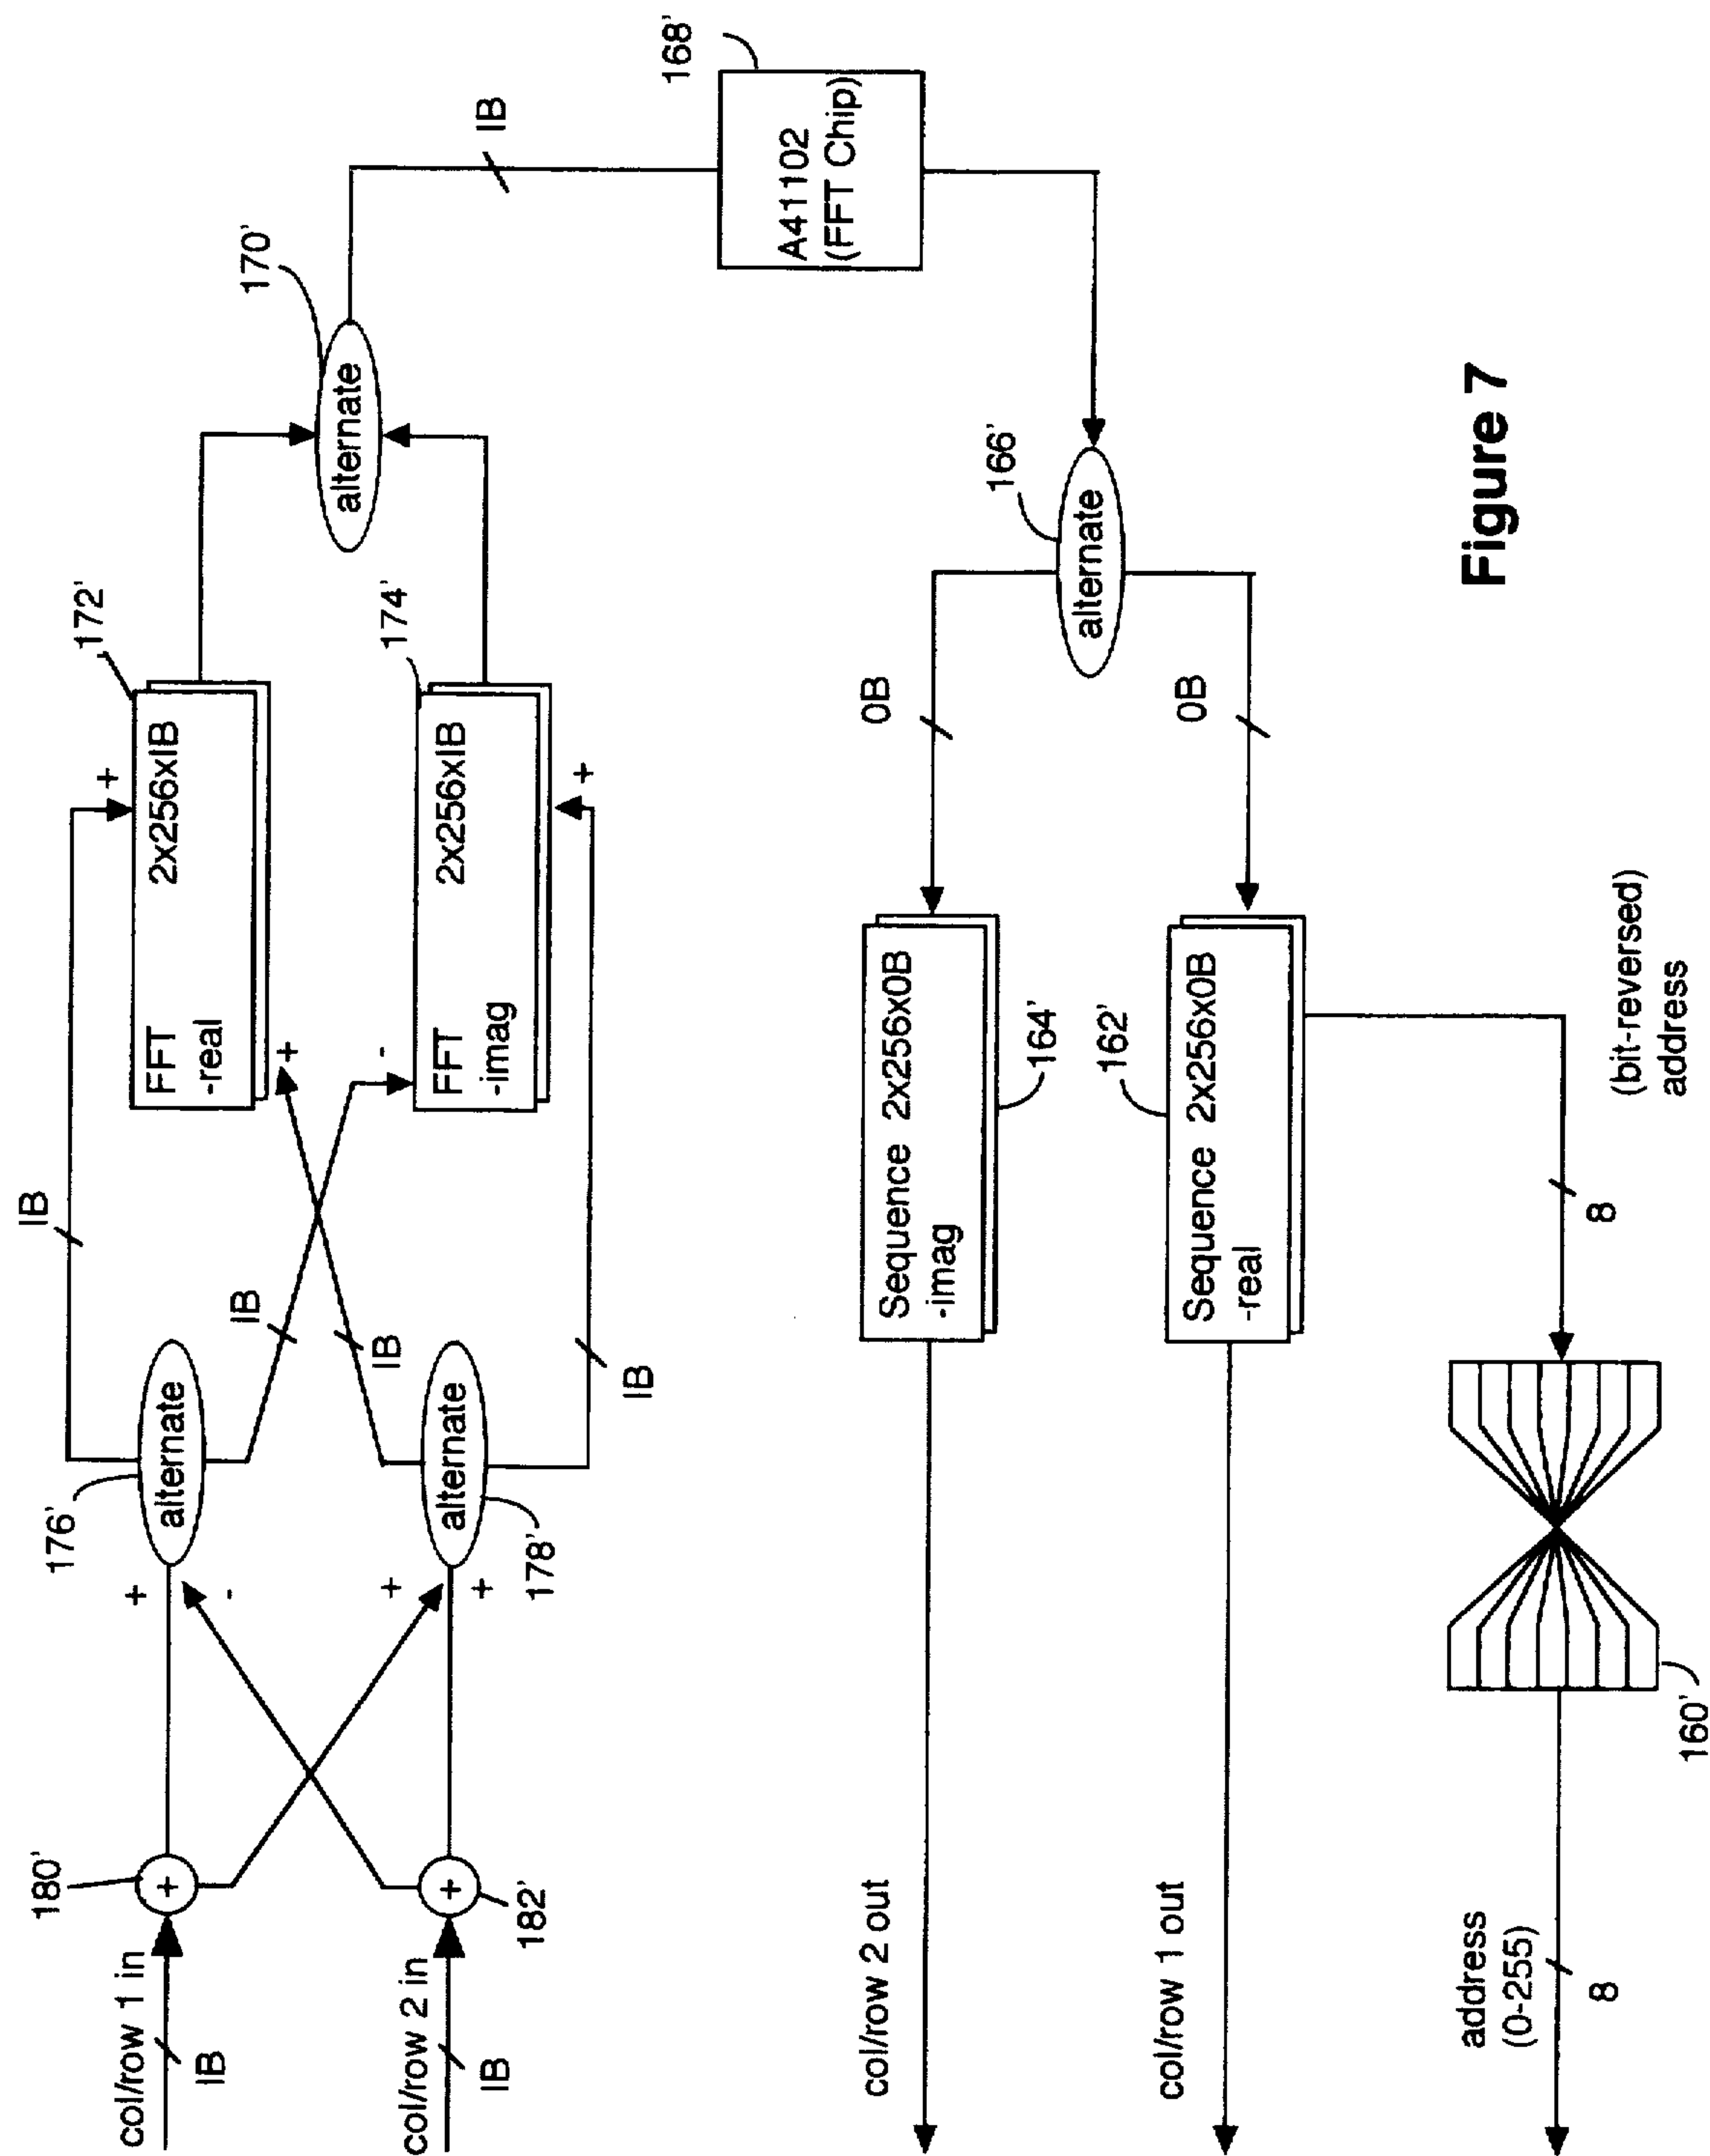 col/row 1 in
IB
180'
+
col/row 2 in
IB
182'
+
+
-
+
+
176'
alternate
178'
alternate
IB
IB
IB
IB
+
+
-
+
172'
FFT 2x256xIB
-real
174'
FFT 2x256xIB
-imag
170'
alternate
IB
168'
A41102
(FFT Chip)
166'
alternate
0B
0B
Sequence 2x256x0B
-imag
164'
162'
Sequence 2x256x0B
-real
col/row 2 out
col/row 1 out
(bit-reversed)
address
8
160'
address
(0-255)
8
Figure 7